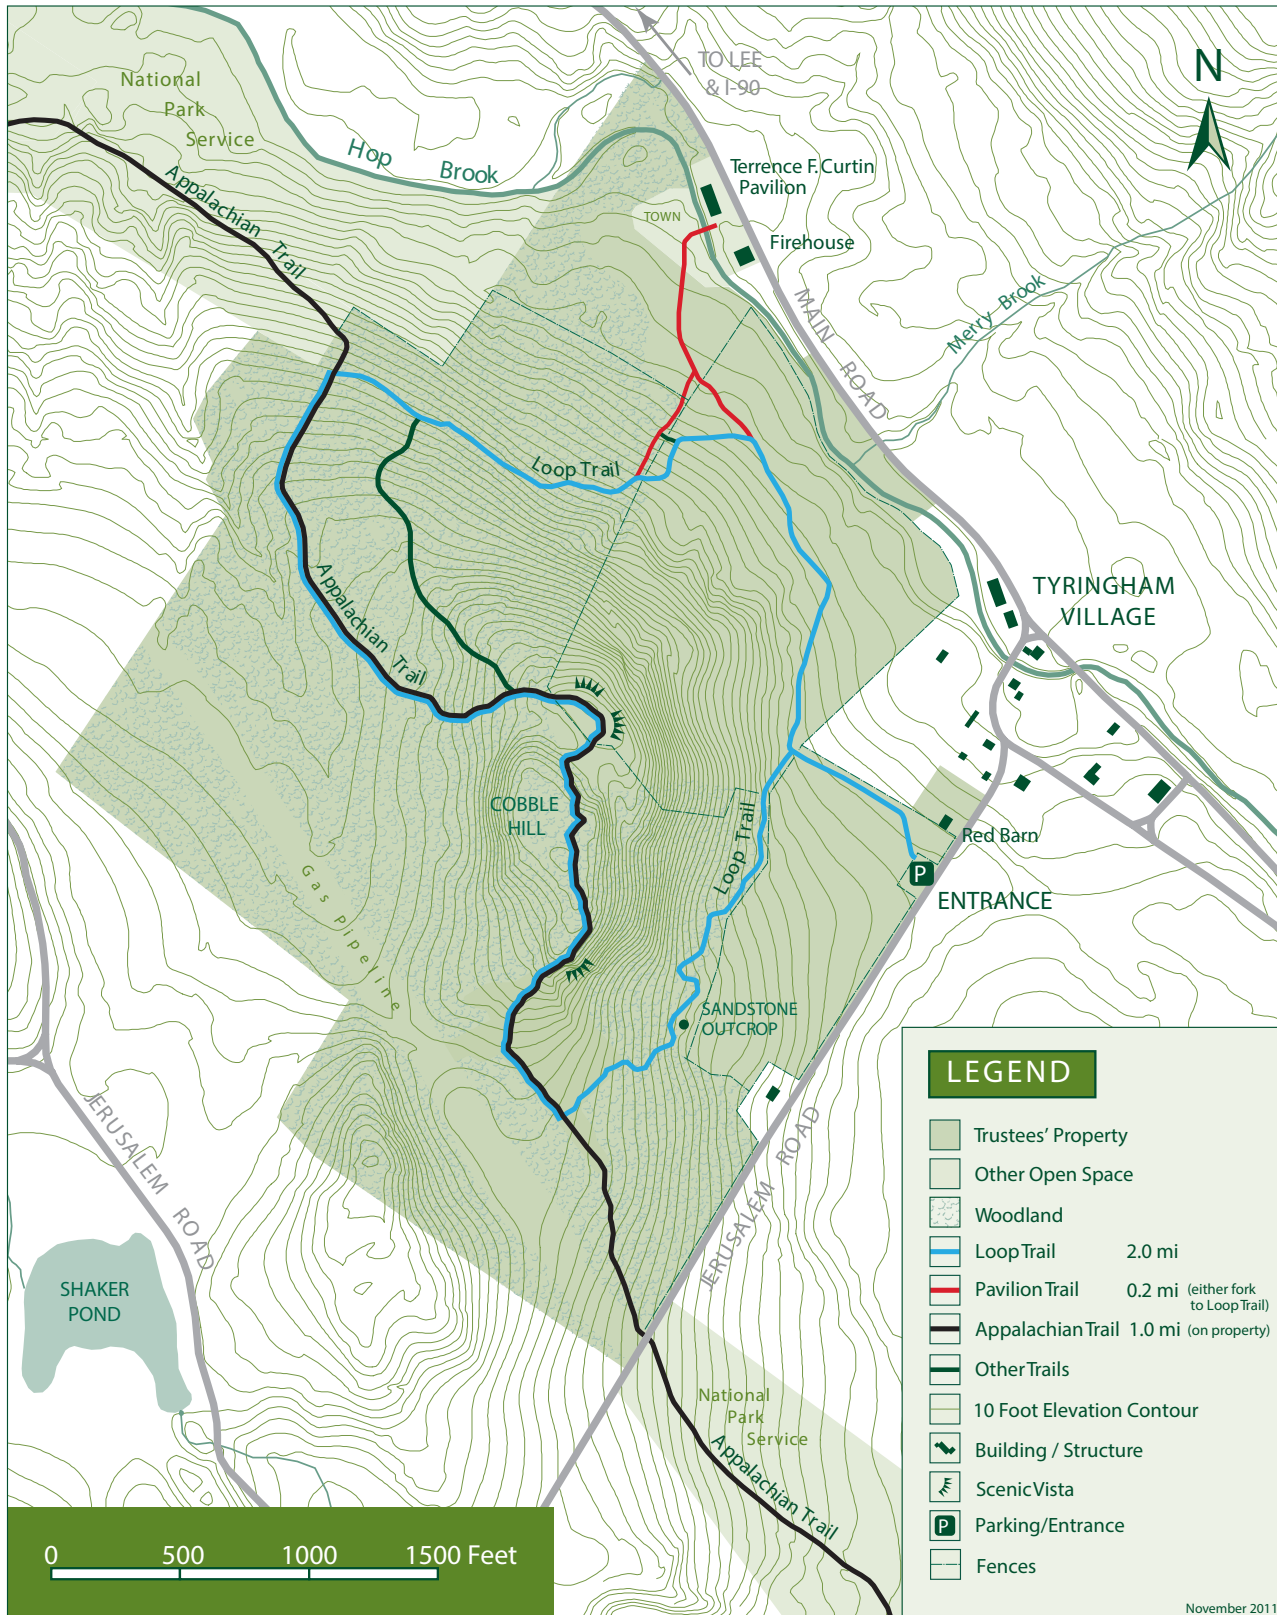 National
Park
Service
TO LEE
& I-90
N
Hop Brook
Terrence F. Curtin
Pavilion
TOWN
Firehouse
Appalachian Trail
MAIN ROAD
Merry Brook
Loop Trail
Appalachian Trail
TYRINGHAM
VILLAGE
COBBLE
HILL
Loop Trail
Red Barn
P
ENTRANCE
Gas Pipeline
SANDSTONE
OUTCROP
JERUSALEM ROAD
JERUSALEM ROAD
SHAKER
POND
National
Park
Service
Appalachian Trail
LEGEND
Trustees' Property
Other Open Space
Woodland
Loop Trail 2.0 mi
Pavilion Trail 0.2 mi (either fork
to Loop Trail)
Appalachian Trail 1.0 mi (on property)
Other Trails
10 Foot Elevation Contour
Building / Structure
Scenic Vista
P Parking/Entrance
Fences
0 500 1000 1500 Feet
November 2011